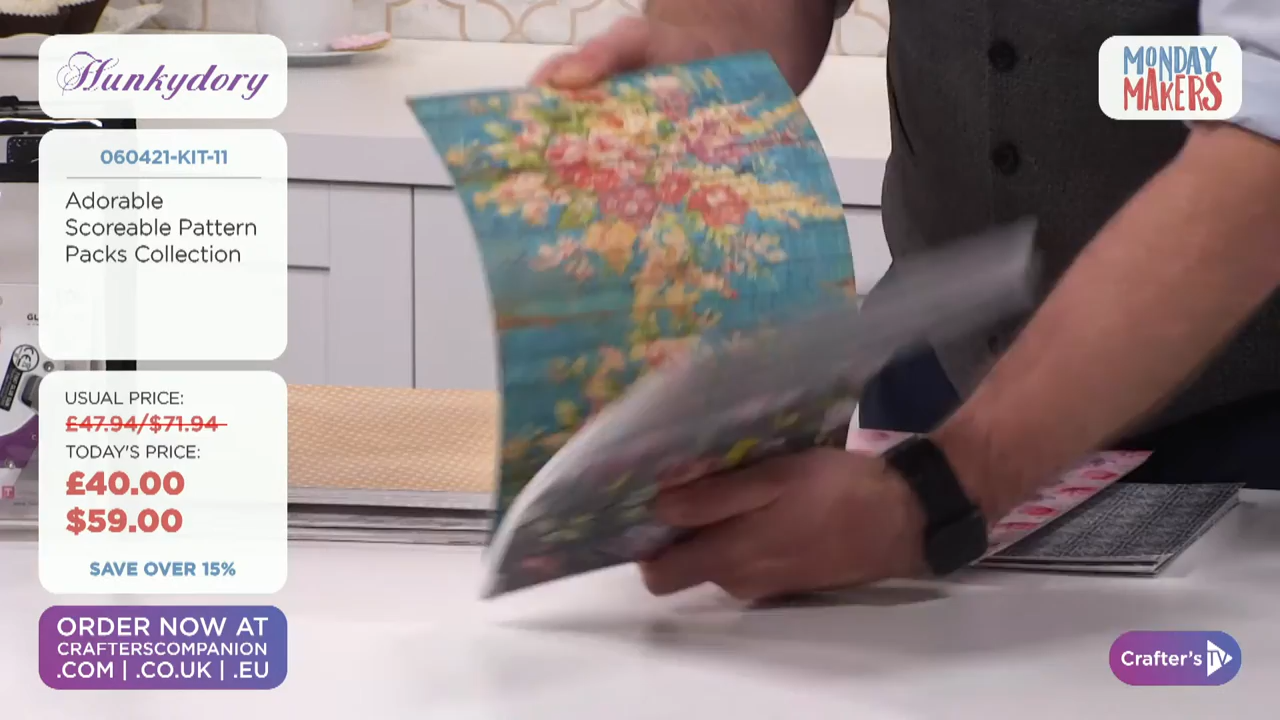 Hunkydory
060421-KIT-11
Adorable
Scoreable Pattern
Packs Collection
USUAL PRICE:
£47.94/$71.94
TODAY'S PRICE:
£40.00
$59.00
SAVE OVER 15%
ORDER NOW AT
CRAFTERSCOMPANION
.COM | .CO.UK | .EU
MONDAY
MAKERS
Crafter's TV